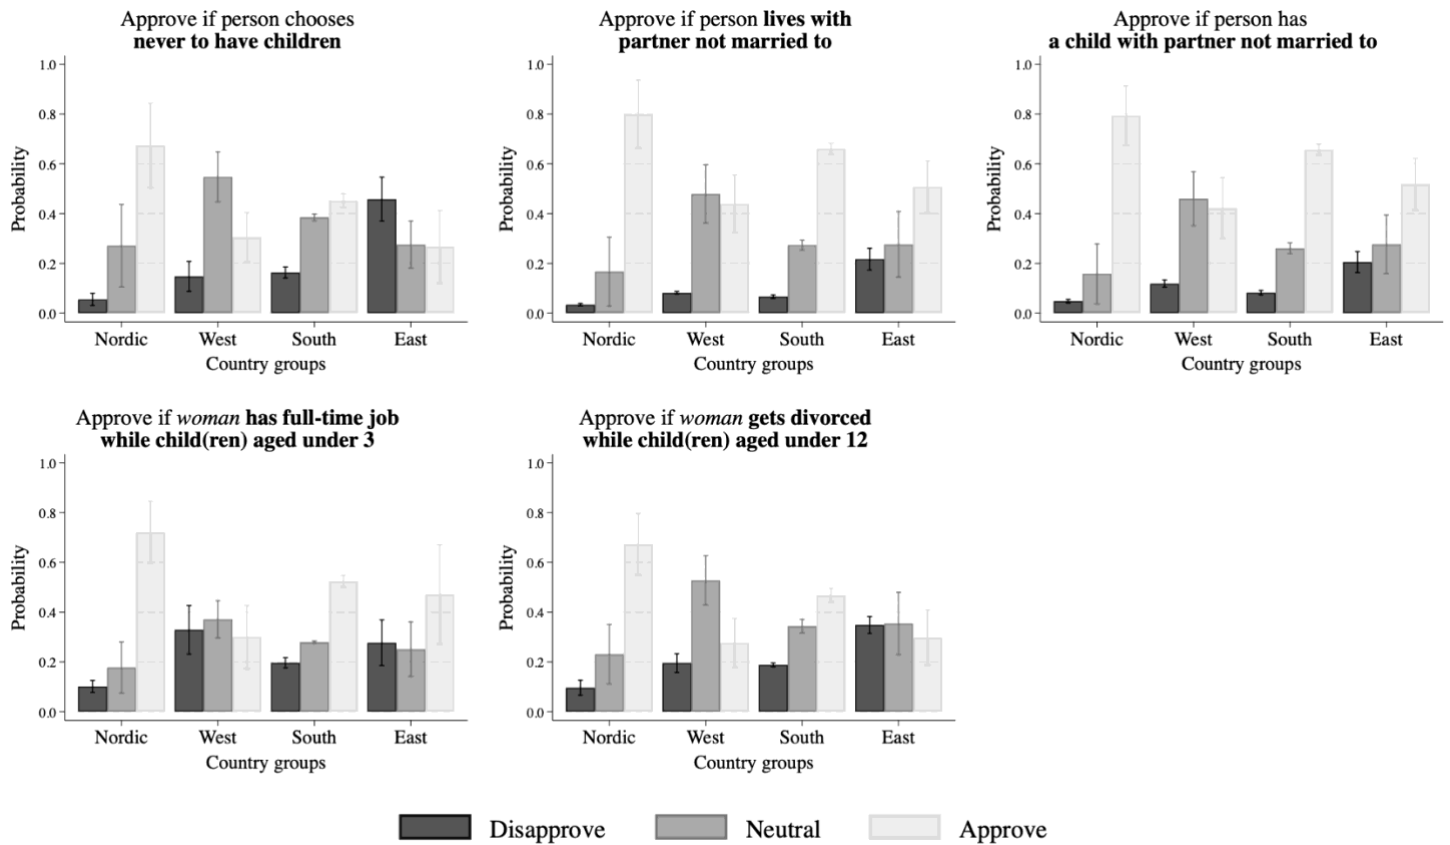 Approve if person chooses
never to have children
1.0
0.8
0.6
0.4
0.2
0.0
Probability
Nordic West South East
Country groups
Approve if person lives with
partner not married to
1.0
0.8
0.6
0.4
0.2
0.0
Probability
Nordic West South East
Country groups
Approve if person has
a child with partner not married to
1.0
0.8
0.6
0.4
0.2
0.0
Probability
Nordic West South East
Country groups
Approve if woman has full-time job
while child(ren) aged under 3
1.0
0.8
0.6
0.4
0.2
0.0
Probability
Nordic West South East
Country groups
Approve if woman gets divorced
while child(ren) aged under 12
1.0
0.8
0.6
0.4
0.2
0.0
Probability
Nordic West South East
Country groups
Disapprove Neutral Approve